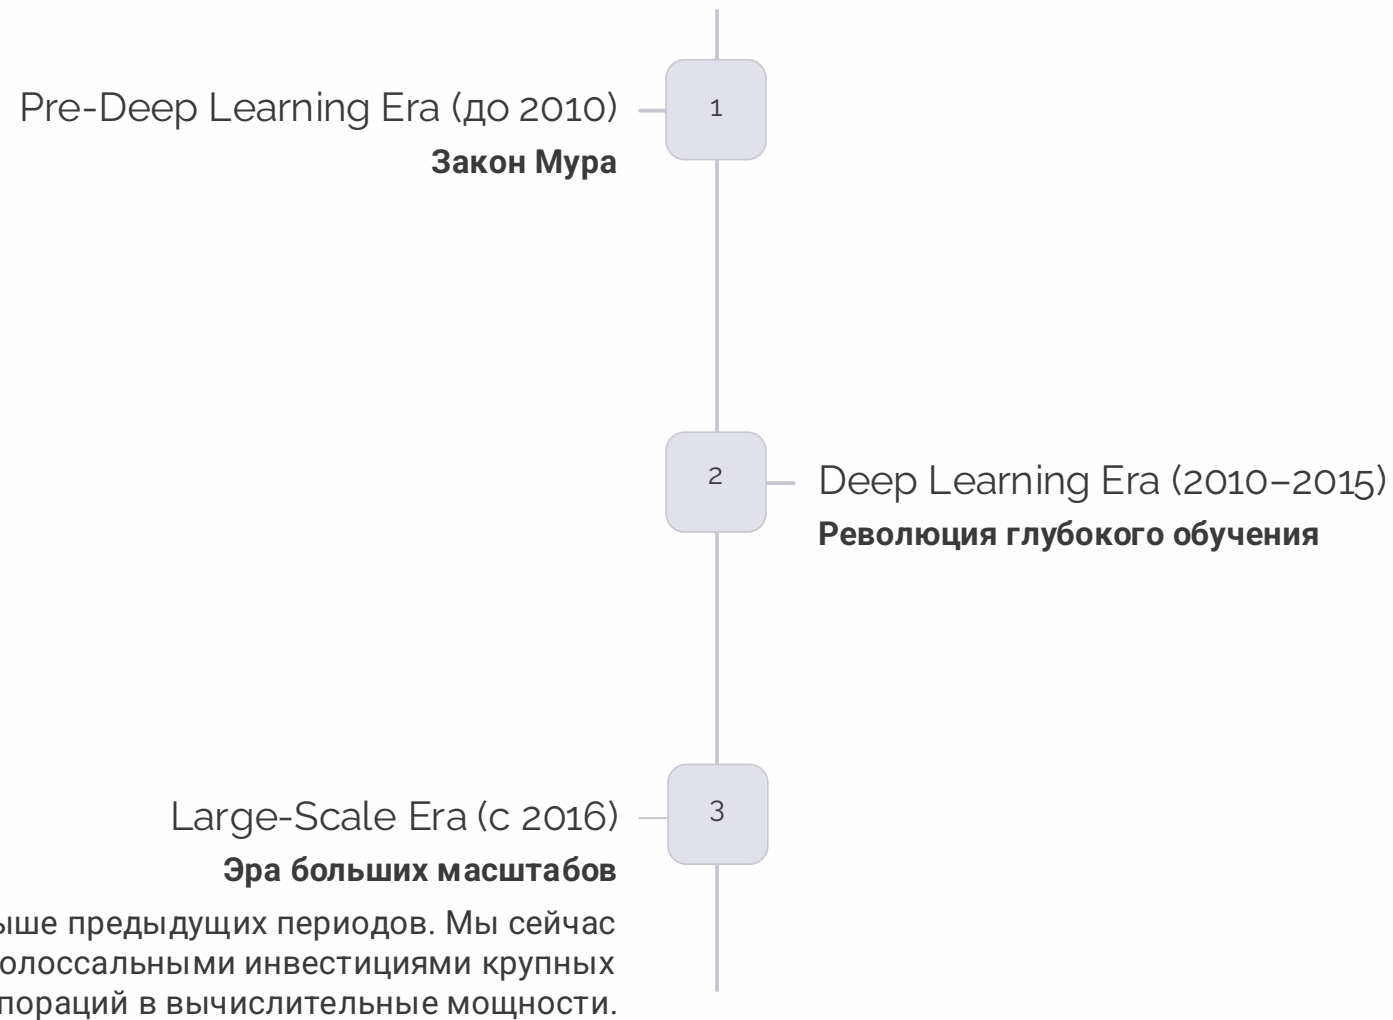 Pre-Deep Learning Era (до 2010)
1
Закон Мура
2
Deep Learning Era (2010–2015)
Революция глубокого обучения
Large-Scale Era (с 2016)
3
Эра больших масштабов
предыдущих периодов. Мы сейчас
инвестициями крупных
в вычислительные мощности.